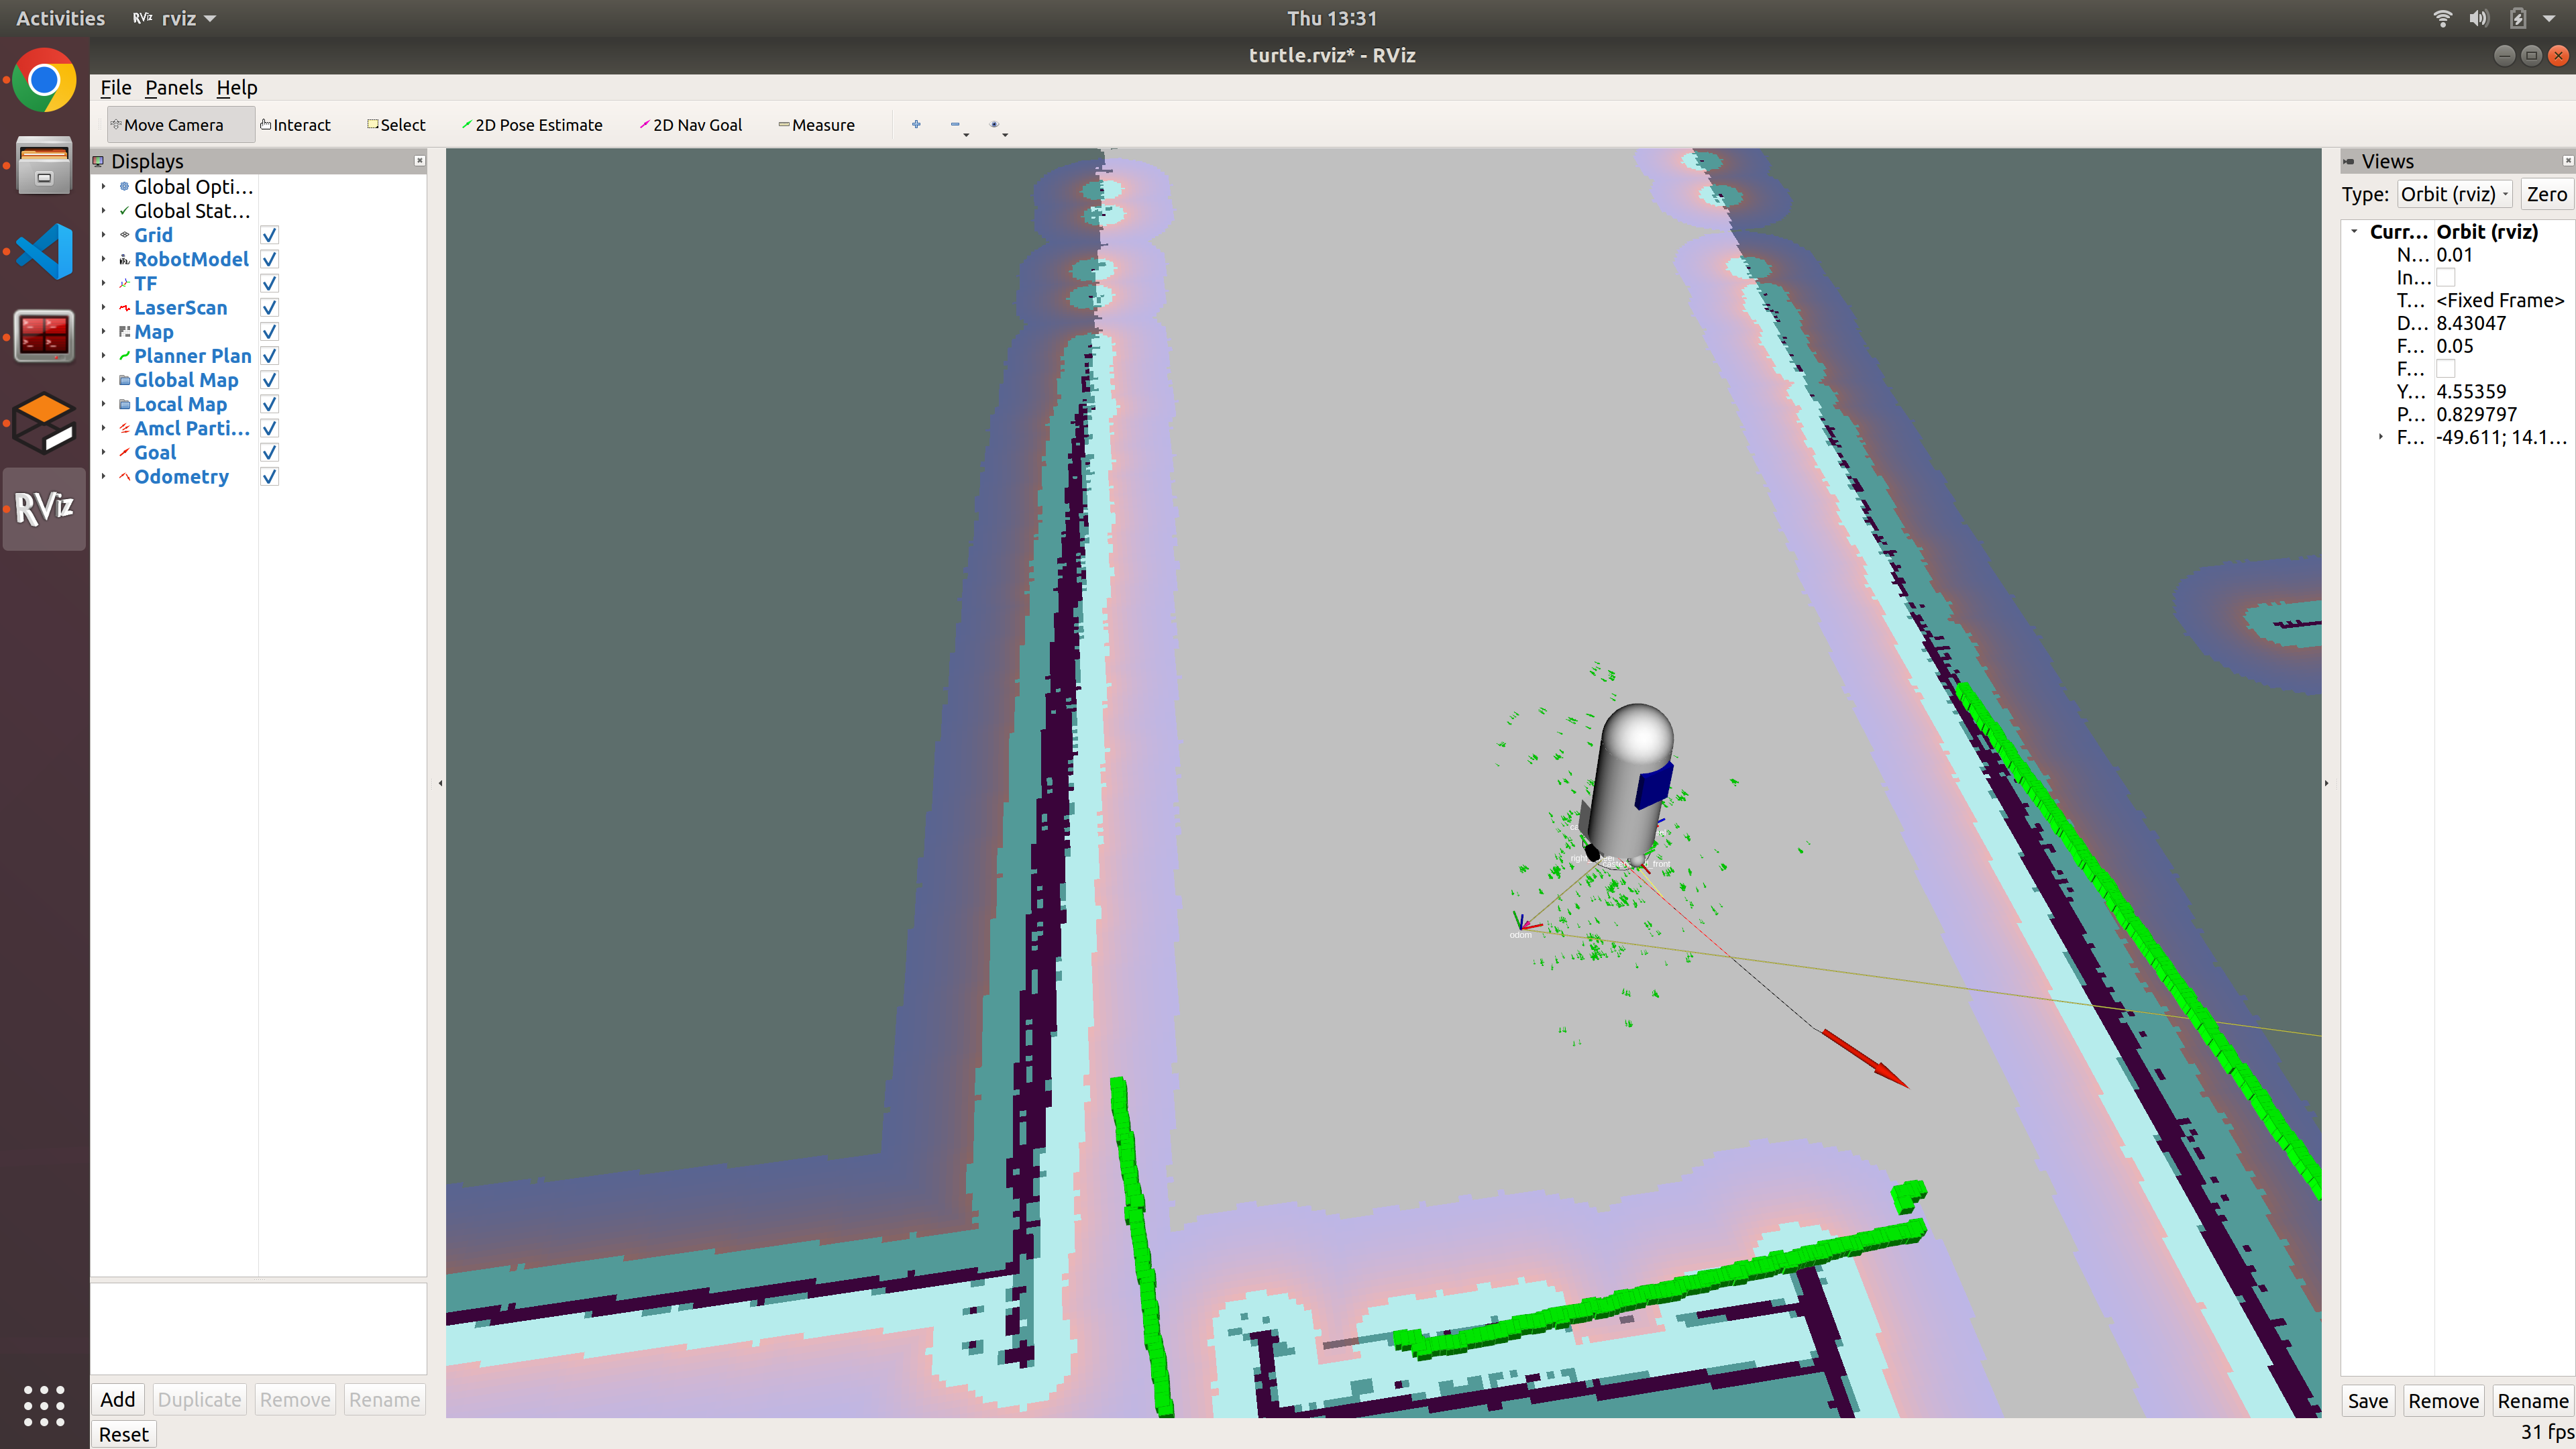 Activities RViz rviz Thu 13:31
turtle.rviz* - RViz
File Panels Help
Move Camera Interact Select 2D Pose Estimate 2D Nav Goal Measure
Displays
Global Opti...
Global Stat...
Grid
RobotModel
TF
LaserScan
Map
Planner Plan
Global Map
Local Map
Amcl Parti...
Goal
Odometry
RViz
Add Duplicate Remove Rename
Reset
odom
front
Views
Type: Orbit (rviz) Zero
Curr... Orbit (rviz)
N... 0.01
In...
T... <Fixed Frame>
D... 8.43047
F... 0.05
F...
Y... 4.55359
P... 0.829797
F... -49.611; 14.1...
Save Remove Rename
31 fps